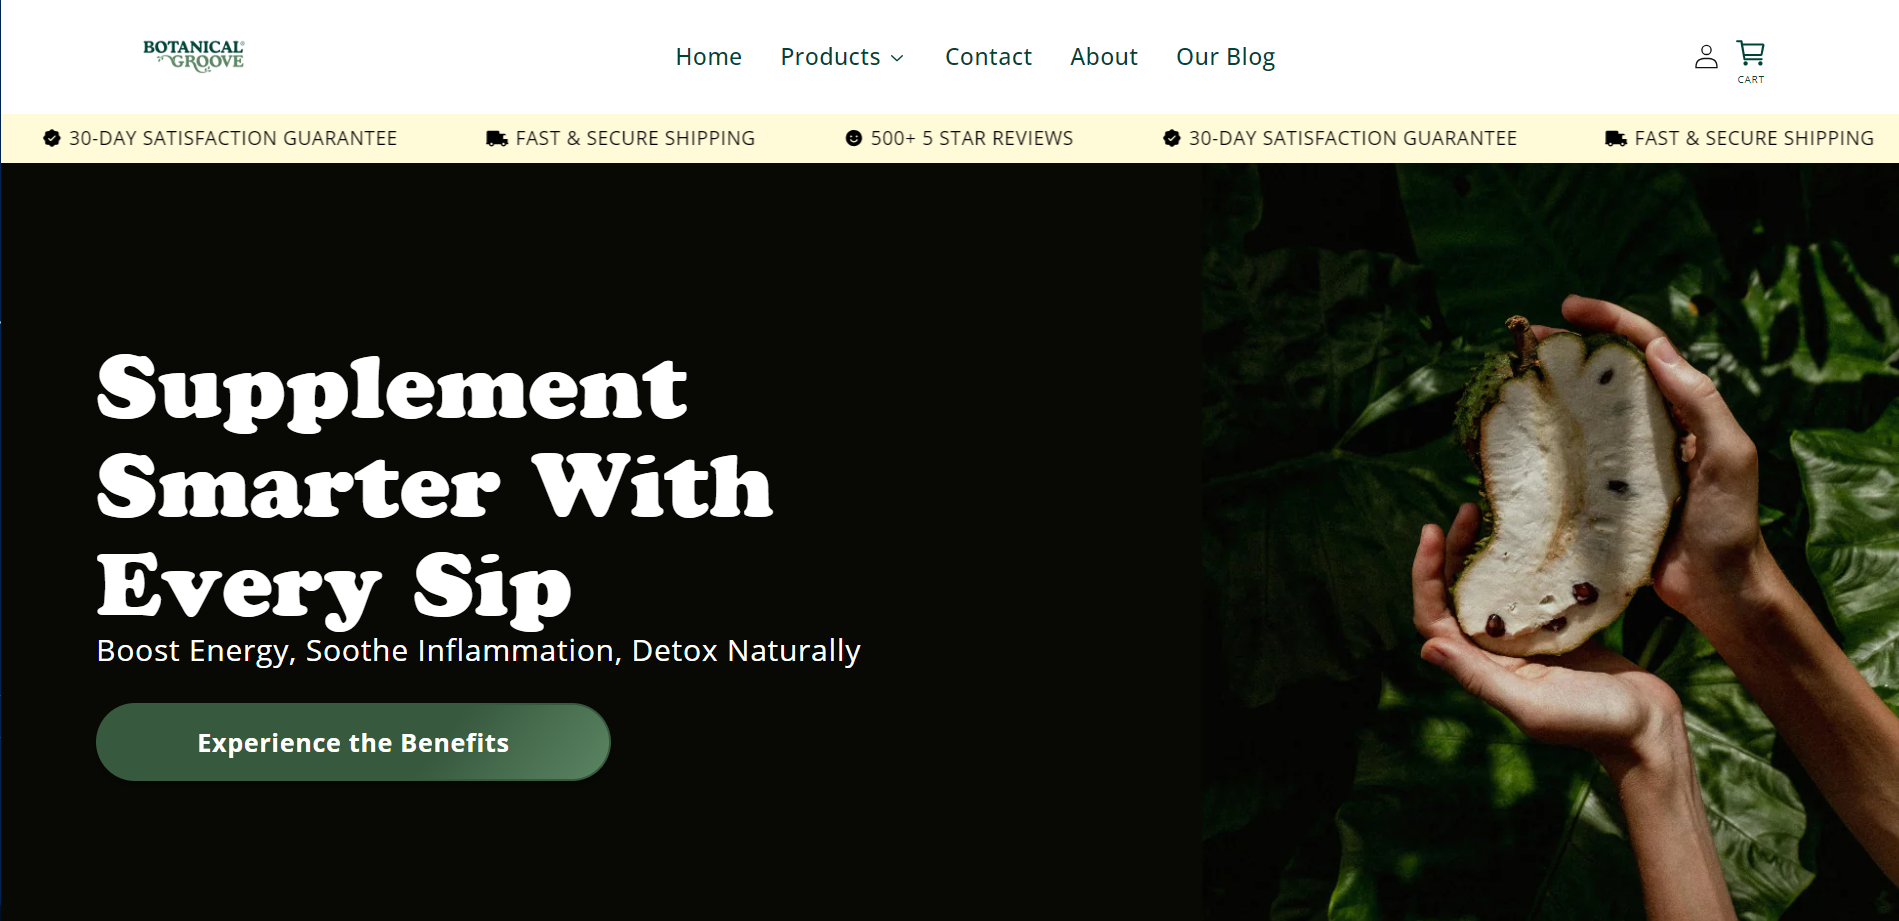 BOTANICAL®
GROOVE
Home Products Contact About Our Blog
CART
30-DAY SATISFACTION GUARANTEE FAST & SECURE SHIPPING 500+ 5 STAR REVIEWS 30-DAY SATISFACTION GUARANTEE FAST & SECURE SHIPPING
Supplement
Smarter With
Every Sip
Boost Energy, Soothe Inflammation, Detox Naturally
Experience the Benefits